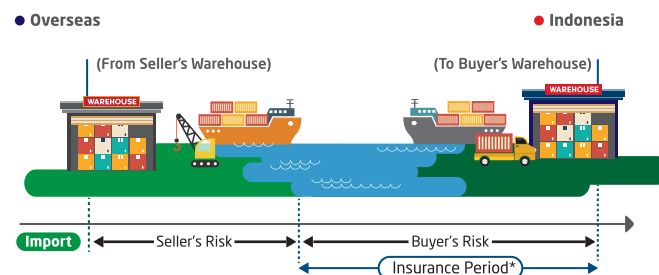 Overseas
Indonesia
(From Seller's Warehouse)
(To Buyer's Warehouse)
WAREHOUSE
WAREHOUSE
Import
Seller's Risk
Buyer's Risk
Insurance Period*